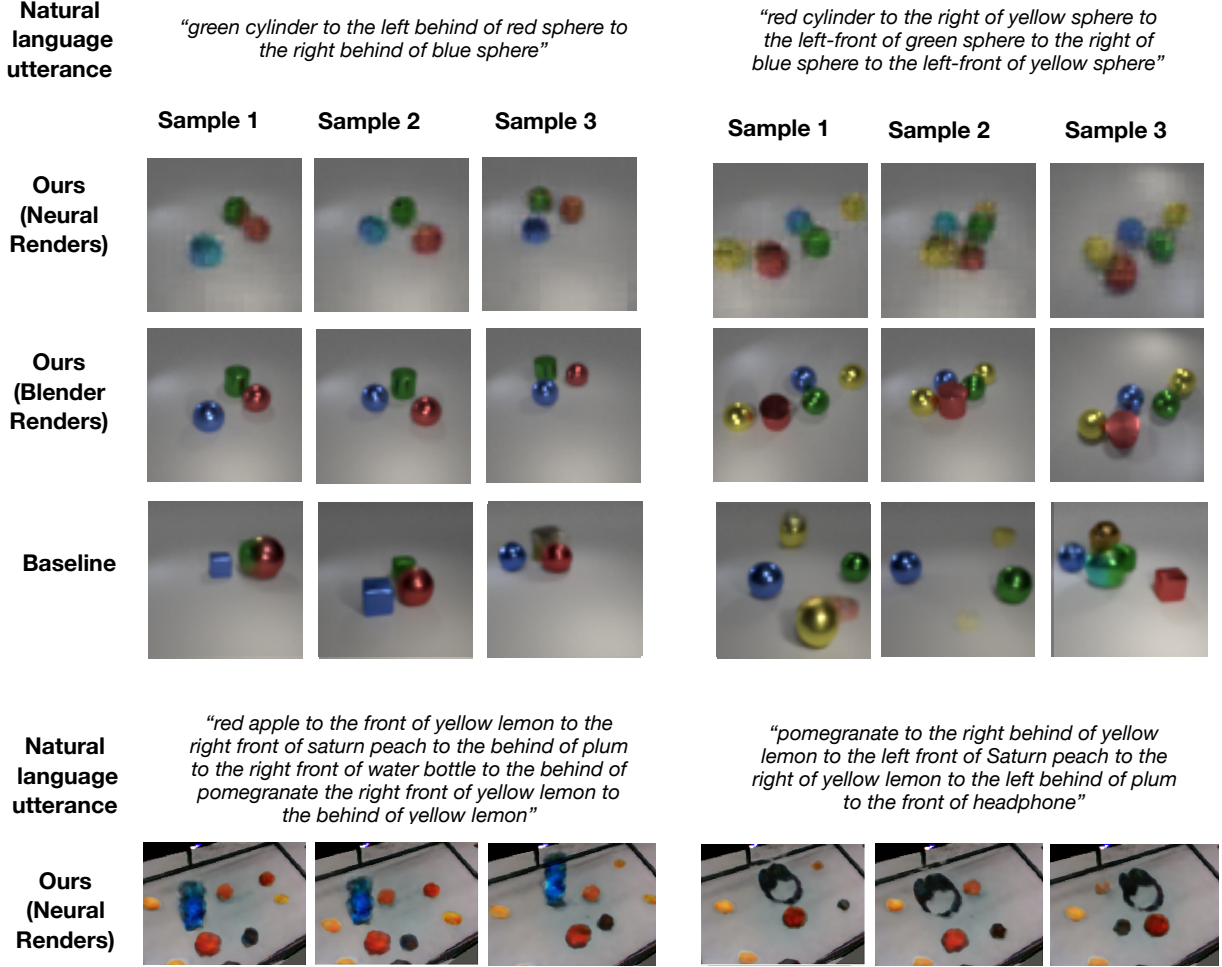 Natural
language
utterance
“green cylinder to the left behind of red sphere to
the right behind of blue sphere”
“red cylinder to the right of yellow sphere to
the left-front of green sphere to the right of
blue sphere to the left-front of yellow sphere”
Sample 1
Sample 2
Sample 3
Sample 1
Sample 2
Sample 3
Ours
(Neural
Renders)
Ours
(Blender
Renders)
Baseline
Natural
language
utterance
“red apple to the front of yellow lemon to the
right front of saturn peach to the behind of plum
to the right front of water bottle to the behind of
pomegranate the right front of yellow lemon to
the behind of yellow lemon”
“pomegranate to the right behind of yellow
lemon to the left front of Saturn peach to the
right of yellow lemon to the left behind of plum
to the front of headphone”
Ours
(Neural
Renders)